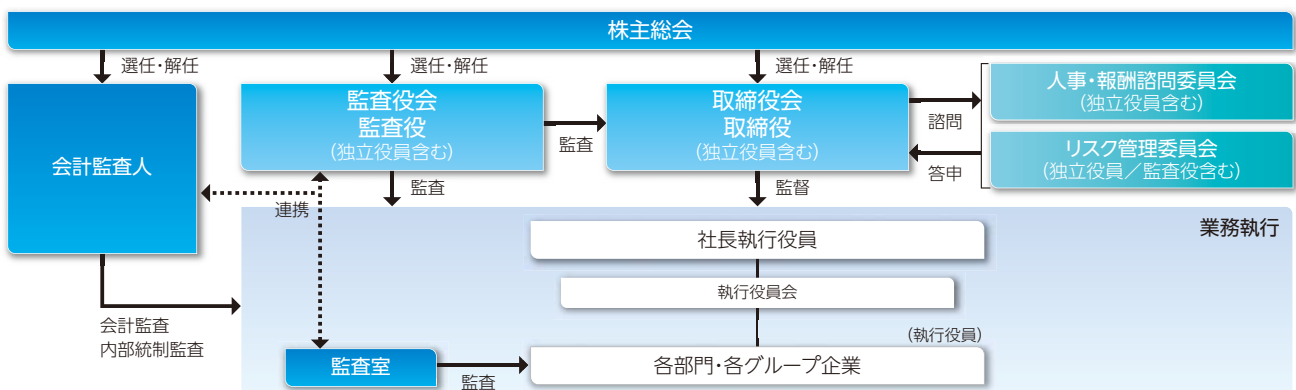 株主総会
選任・解任
選任・解任
選任・解任
会計監査人
監査役会
監査役
(独立役員含む)
監査
取締役会
取締役
(独立役員含む)
諮問
答申
人事・報酬諮問委員会
(独立役員含む)
リスク管理委員会
(独立役員／監査役含む)
連携
監査
監督
業務執行
社長執行役員
執行役員会
(執行役員)
各部門・各グループ企業
会計監査
内部統制監査
監査室
監査